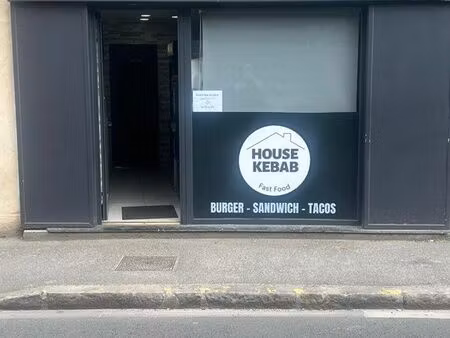 HOUSE
KEBAB
Fast Food
BURGER - SANDWICH - TACOS